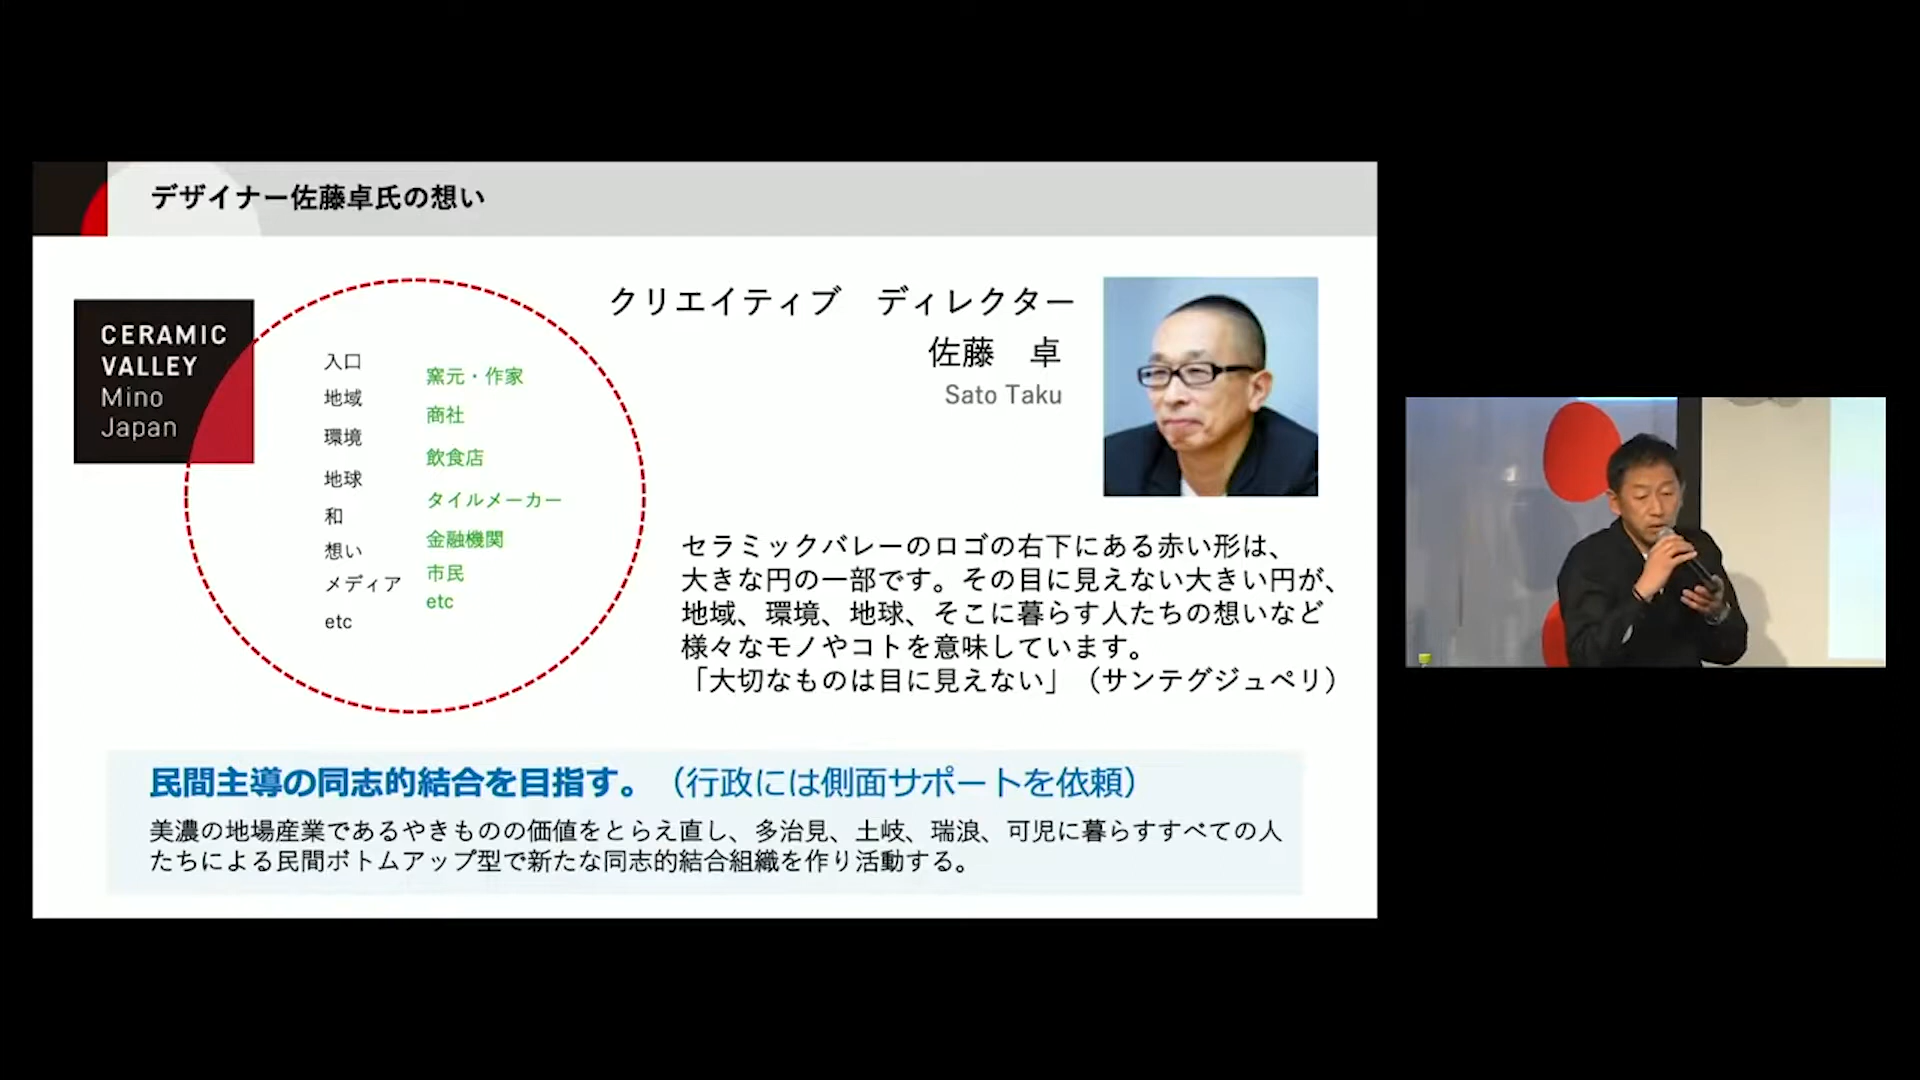 デザイナー佐藤卓氏の想い
CERAMIC
VALLEY
Mino
Japan
入口
地域
環境
地球
和
想い
メディア
etc
窯元・作家
商社
飲食店
タイルメーカー
金融機関
市民
etc
クリエイティブ ディレクター
佐藤 卓
Sato Taku
セラミックバレーのロゴの右下にある赤い形は、
大きな円の一部です。その目に見えない大きい円が、
地域、環境、地球、そこに暮らす人たちの想いなど
様々なモノやコトを意味しています。
「大切なものは目に見えない」（サンテグジュペリ）
民間主導の同志的結合を目指す。（行政には側面サポートを依頼）
美濃の地場産業であるやきものの価値をとらえ直し、多治見、土岐、瑞浪、可児に暮らすすべての人
たちによる民間ボトムアップ型で新たな同志的結合組織を作り活動する。